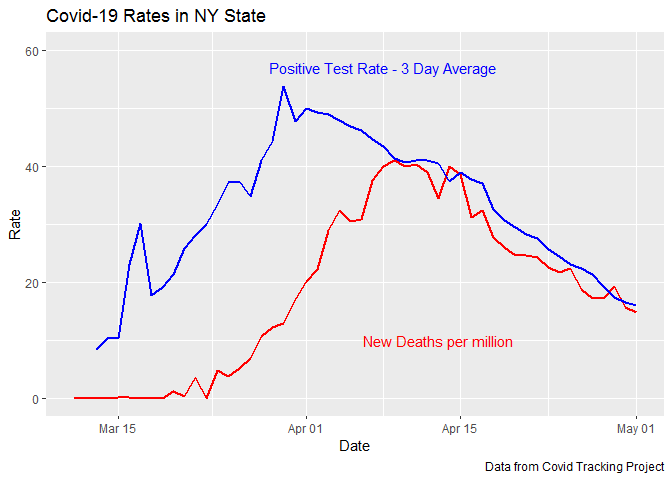 Covid-19 Rates in NY State
60
Positive Test Rate - 3 Day Average
40
Rate
20
New Deaths per million
0
Mar 15
Apr 01
Apr 15
May 01
Date
Data from Covid Tracking Project